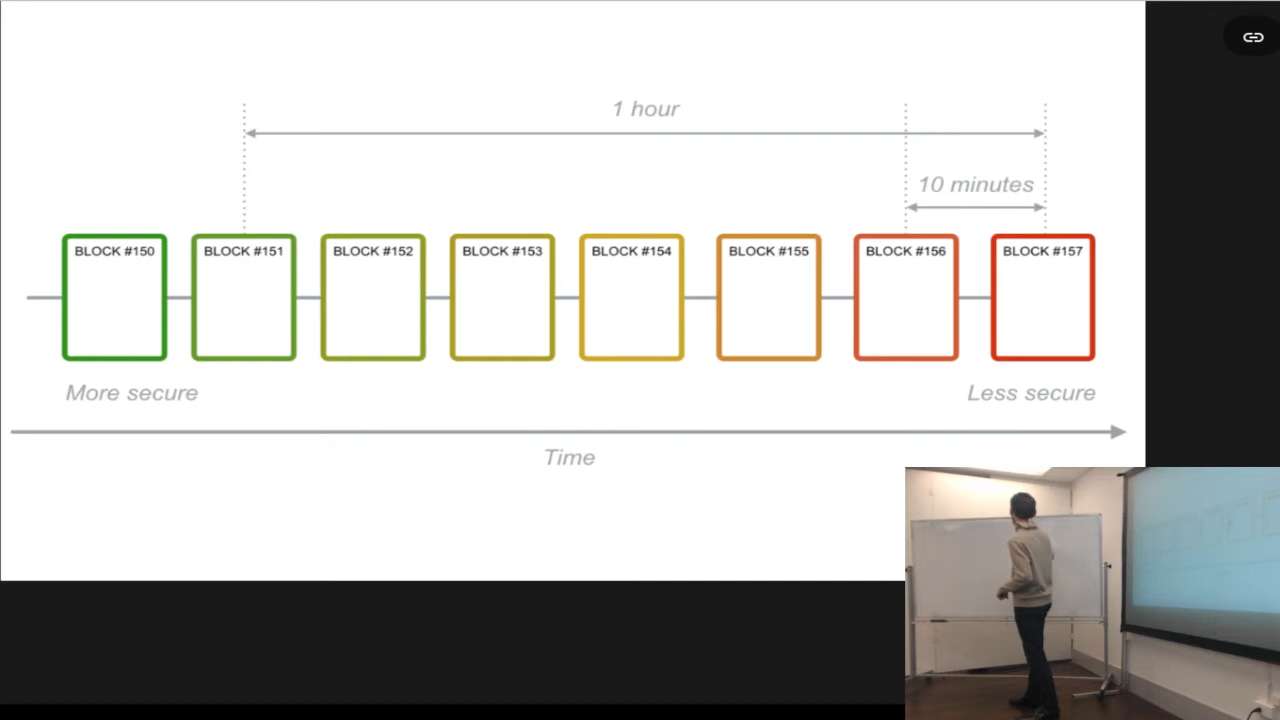 1 hour
10 minutes
BLOCK #150 BLOCK #151 BLOCK #152 BLOCK #153 BLOCK #154 BLOCK #155 BLOCK #156 BLOCK #157
More secure Less secure
Time